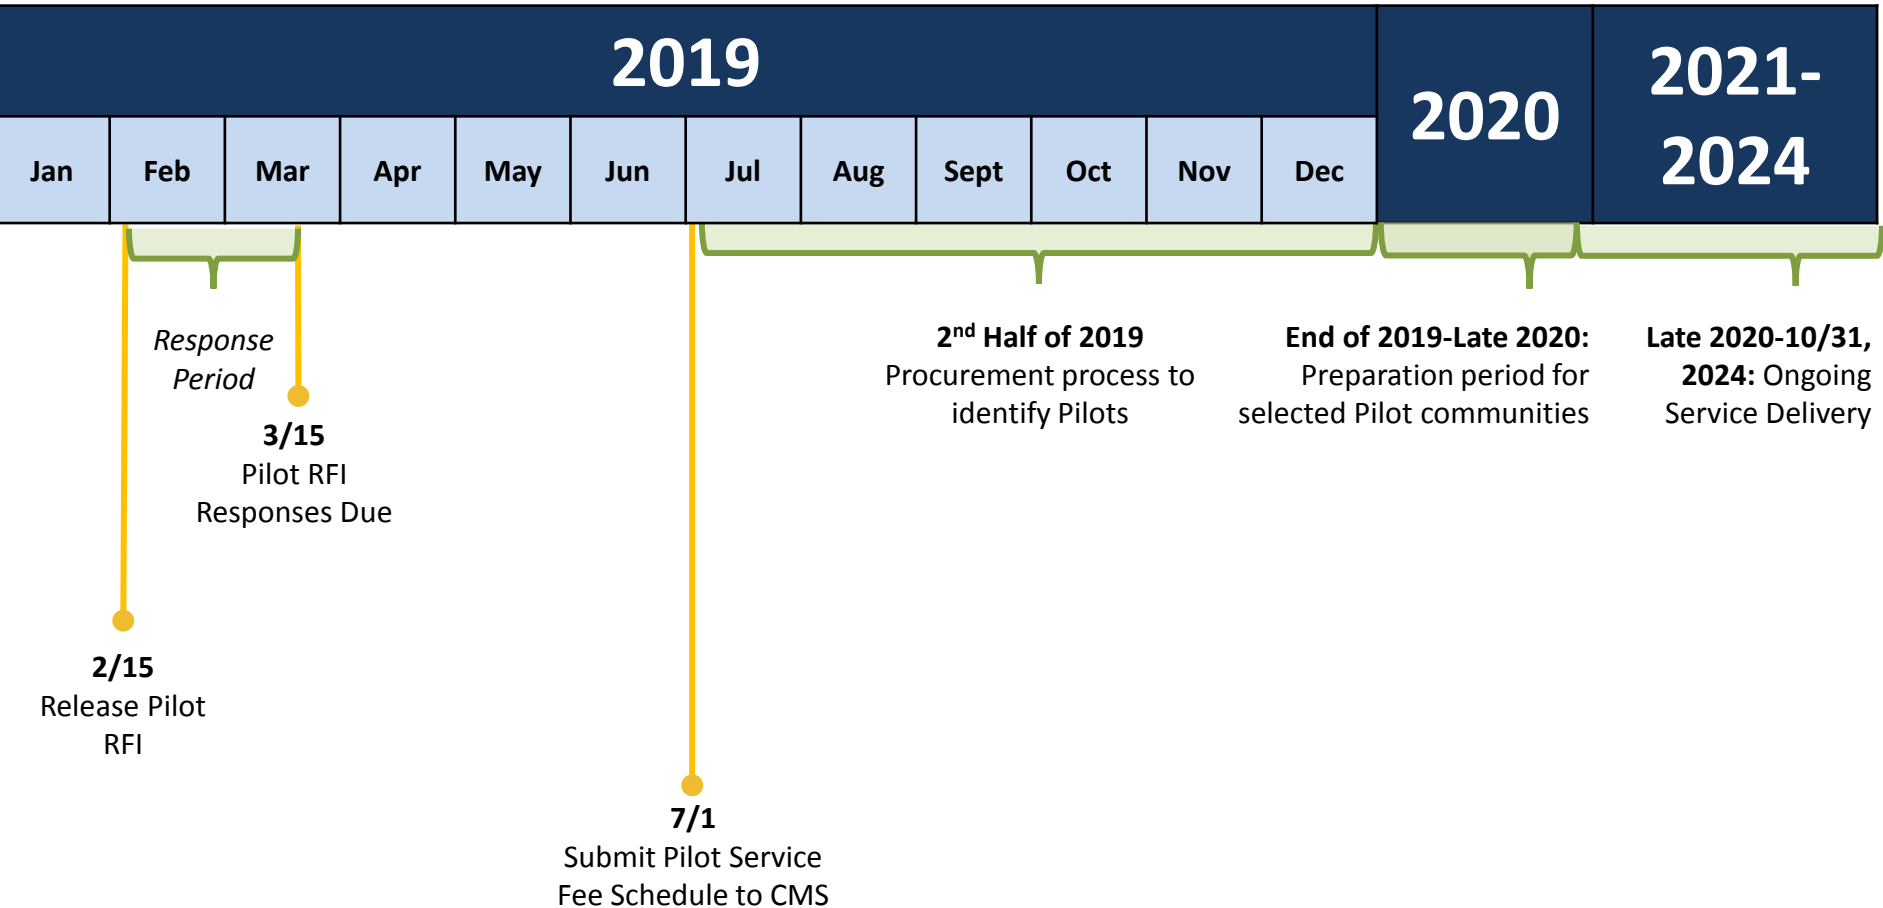 2019
2020
2021-
2024
Jan
Feb
Mar
Apr
May
Jun
Jul
Aug
Sept
Oct
Nov
Dec
Response
Period
3/15
Pilot RFI
Responses Due
2/15
Release Pilot
RFI
7/1
Submit Pilot Service
Fee Schedule to CMS
2nd Half of 2019
Procurement process to
identify Pilots
End of 2019-Late 2020:
Preparation period for
selected Pilot communities
Late 2020-10/31,
2024: Ongoing
Service Delivery